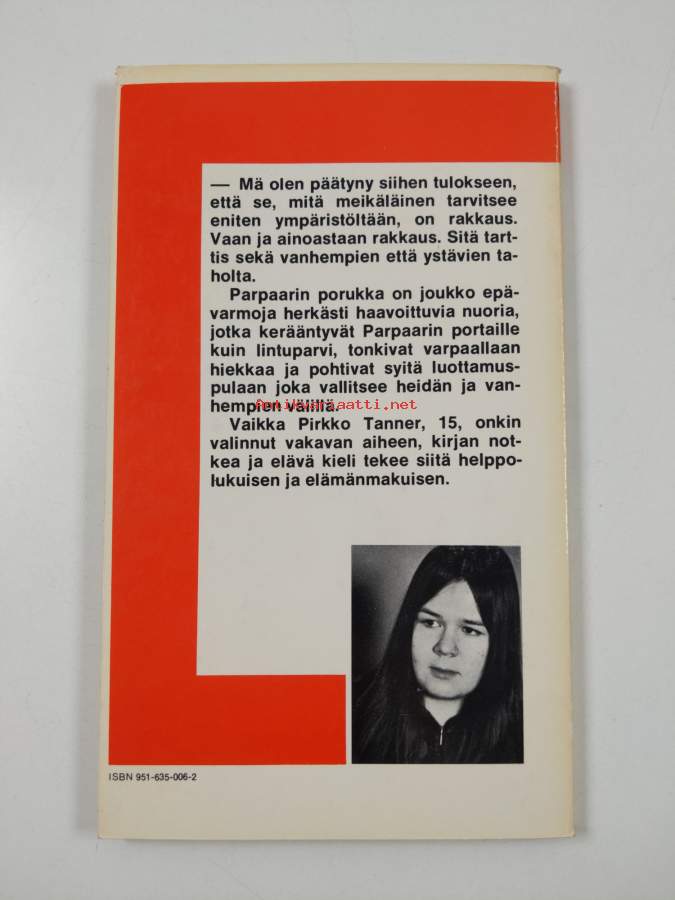 — Mä olen päätyny siihen tulokseen,
että se, mitä meikäläinen tarvitsee
eniten ympäristöltään, on rakkaus.
Vaan ja ainoastaan rakkaus. Sitä tart-
tis sekä vanhempien että ystävien ta-
holta.
Parpaarin porukka on joukko epä-
varmoja herkästi haavoittuvia nuoria,
jotka kerääntyvät Parpaarin portaille
kuin lintuparvi, tonkivat varpaallaan
hiekkaa ja pohtivat syitä luottamus-
pulaan joka vallitsee heidän ja van-
hempien välillä.
Antikvariaatti.net
Vaikka Pirkko Tanner, 15, onkin
valinnut vakavan aiheen, kirjan not-
kea ja elävä kieli tekee siitä helppo-
lukuisen ja elämänmakuisen.
ISBN 951-635-006-2